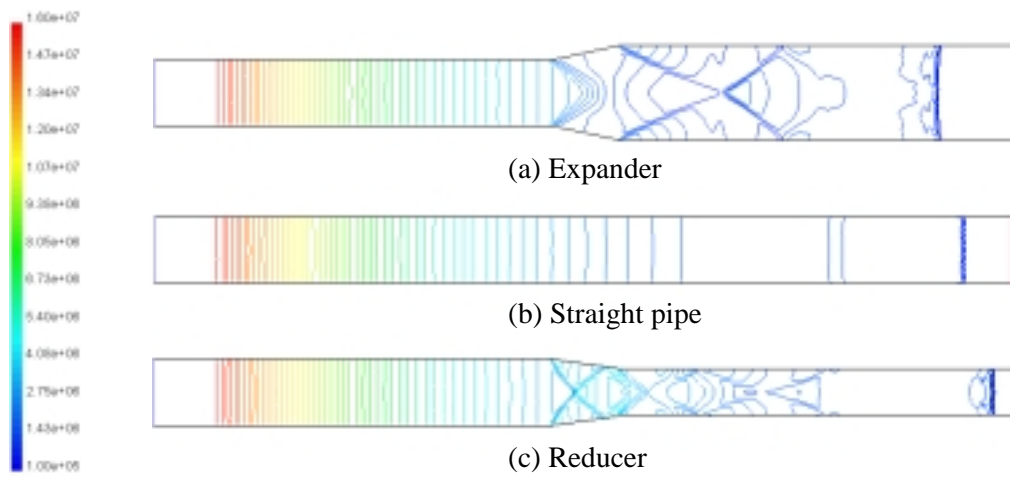 1.60e+07
1.47e+07
1.34e+07
1.20e+07
1.07e+07
9.38e+06
8.05e+06
6.73e+06
5.40e+06
4.08e+06
2.75e+06
1.43e+06
1.00e+05
(a) Expander
(b) Straight pipe
(c) Reducer